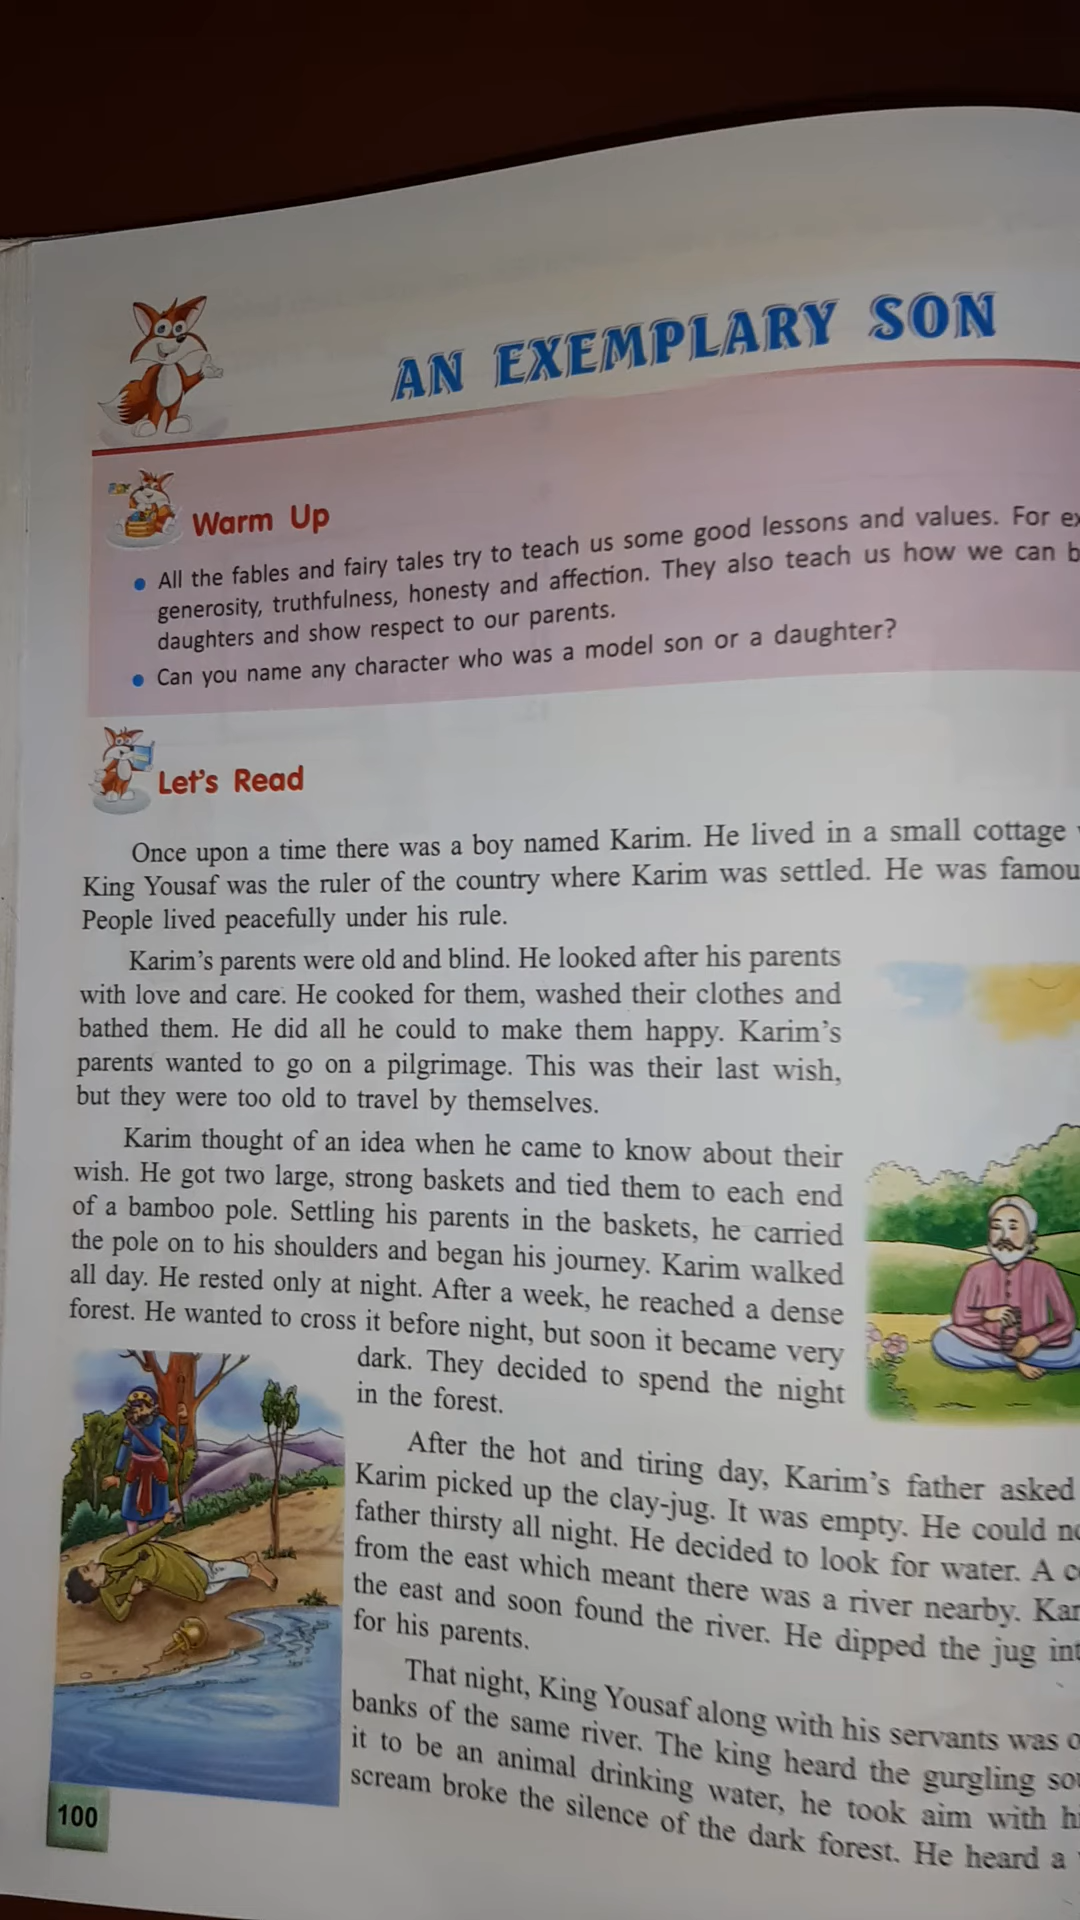 AN EXEMPLARY SON
Warm Up
All the fables and fairy tales try to teach us some good lessons and values. For
generosity, truthfulness, honesty and affection. They also teach us how we can
daughters and show respect to our parents.
Can you name any character who was a model son or a daughter?
Let's Read
Once upon a time there was a boy named Karim. He lived in a small cottage
King Yousaf was the ruler of the country where Karim was settled. He was
People lived peacefully under his rule.
Karim's parents were old and blind. He looked after his parents
with love and care. He cooked for them, washed their clothes and
bathed them. He did all he could to make them happy. Karim's
parents wanted to go on a pilgrimage. This was their last wish,
but they were too old to travel by themselves.
Karim thought of an idea when he came to know about their
wish. He got two large, strong baskets and tied them to each end
of a bamboo pole. Settling his parents in the baskets, he carried
the pole on to his shoulders and began his journey. Karim walked
all day. He rested only at night. After a week, he reached a dense
forest. He wanted to cross it before night, but soon it became very
dark. They decided to spend the night
in the forest.
After the hot and tiring day, Karim's father asked
Karim picked up the clay-jug. It was empty. He could
father thirsty all night. He decided to look for water. A
from the east which meant there was a river nearby.
the east and soon found the river. He dipped the jug
for his parents.
That night, King Yousaf along with his servants was
banks of the same river. The king heard the gurgling
it to be an animal drinking water, he took aim with
scream broke the silence of the dark forest. He heard a
100